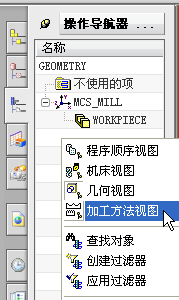 操作导航器 ...
名称
GEOMETRY
不使用的项
MCS_MILL
WORKPIECE
程序顺序视图
机床视图
几何视图
加工方法视图
查找对象
创建过滤器
应用过滤器